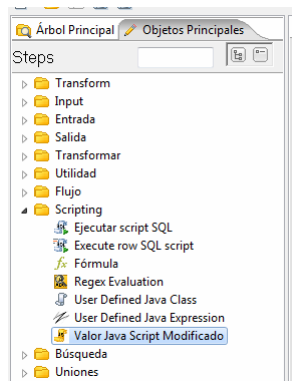 Árbol Principal Objetos Principales
Steps
Transform
Input
Entrada
Salida
Transformar
Utilidad
Flujo
Scripting
Ejecutar script SQL
Execute row SQL script
fx Fórmula
Regex Evaluation
User Defined Java Class
User Defined Java Expression
Valor Java Script Modificado
Búsqueda
Uniones